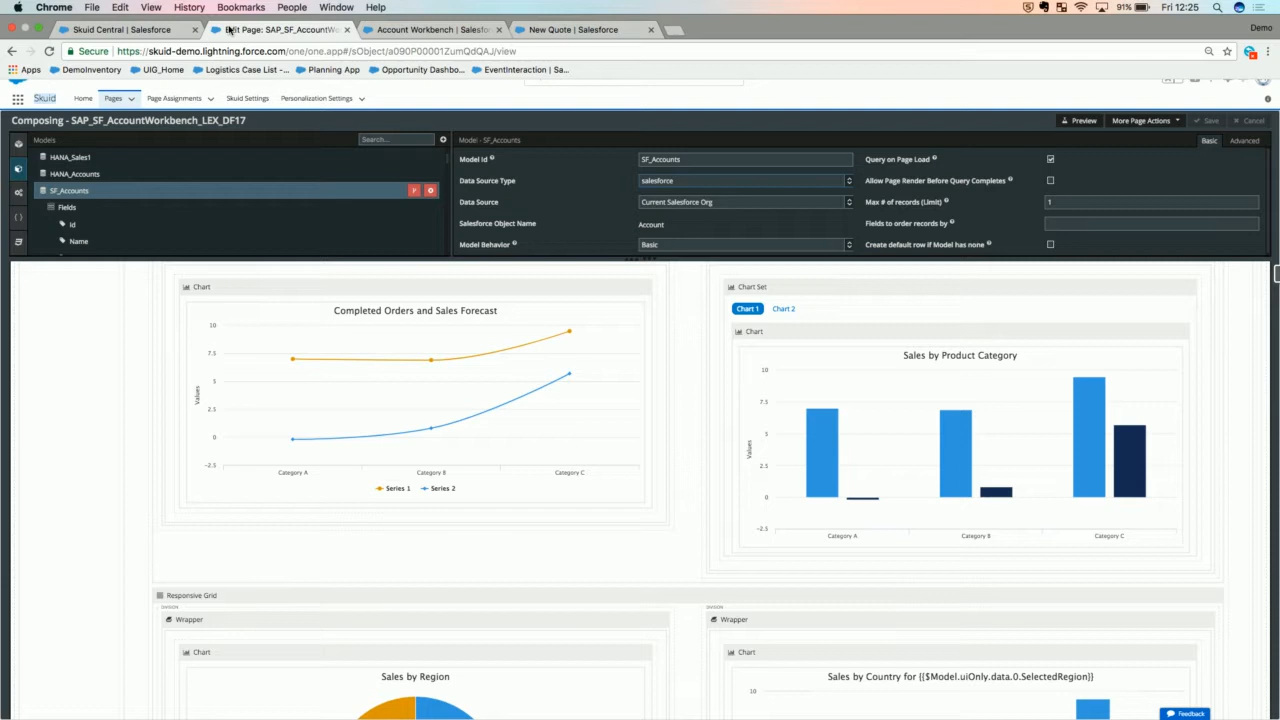 Chrome File Edit View History Bookmarks People Window Help 91% Fri 12:25
Skuid Central | Salesforce Edit Page: SAP_SF_AccountWo Account Workbench | Salesfo New Quote | Salesforce Demo
Secure https://skuid-demo.lightning.force.com/one/one.app#/sObject/a090P00001ZumQdQAJ/view
Apps DemoInventory UIG_Home Logistics Case List -... Planning App Opportunity Dashbo... EventInteraction | Sa...
Skuid Home Pages Page Assignments Skuid Settings Personalization Settings
Composing - SAP_SF_AccountWorkbench_LEX_DF17 Preview More Page Actions Save Cancel
Models Search... Model - SF_Accounts Basic Advanced
HANA_Sales1 Model Id SF_Accounts Query on Page Load
HANA_Accounts Data Source Type salesforce Allow Page Render Before Query Completes
SF_Accounts Data Source Current Salesforce Org Max # of records (Limit) 1
Fields Salesforce Object Name Account Fields to order records by
Id
Name Model Behavior Basic Create default row if Model has none
Chart
Completed Orders and Sales Forecast
10
7.5
5
2.5
0
-2.5
Values
Category A Category B Category C
Series 1 Series 2
Chart Set
Chart 1 Chart 2
Chart
Sales by Product Category
10
7.5
5
2.5
0
-2.5
Values
Category A Category B Category C
Responsive Grid
DIVISION DIVISION
Wrapper Wrapper
Chart Chart
Sales by Region Sales by Country for {{$Model.uiOnly.data.0.SelectedRegion}}
10
Feedback